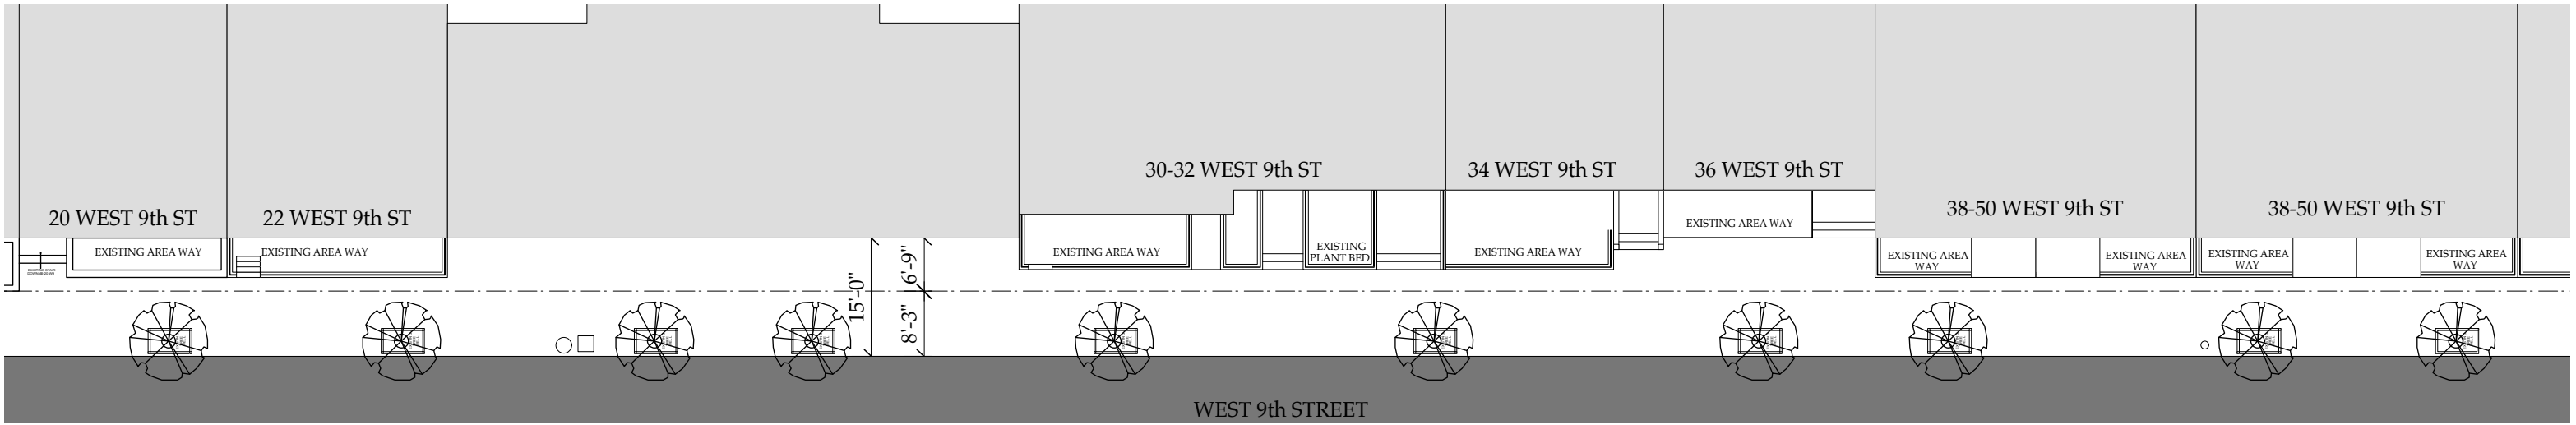 30-32 WEST 9th ST
34 WEST 9th ST
36 WEST 9th ST
20 WEST 9th ST
22 WEST 9th ST
38-50 WEST 9th ST
38-50 WEST 9th ST
EXISTING AREA WAY
EXISTING AREA WAY
15'-0"
6'-9"
8'-3"
EXISTING AREA WAY
EXISTING
PLANT BED
EXISTING AREA WAY
EXISTING AREA WAY
EXISTING AREA
WAY
EXISTING AREA
WAY
EXISTING AREA
WAY
EXISTING AREA
WAY
WEST 9th STREET